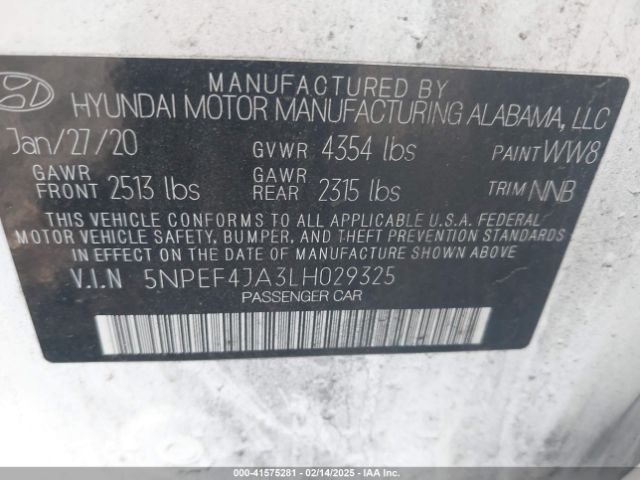 MANUFACTURED BY
HYUNDAI MOTOR MANUFACTURING ALABAMA, LLC
Jan/27/20 GVWR 4354 lbs PAINT WW8
GAWR FRONT 2513 lbs GAWR REAR 2315 lbs TRIM NNB
THIS VEHICLE CONFORMS TO ALL APPLICABLE U.S.A. FEDERAL
MOTOR VEHICLE SAFETY, BUMPER, AND THEFT PREVENTION STANDARDS
IN EFFECT ON THE DATE OF MANUFACTURE SHOWN ABOVE
V.I.N 5NPEF4JA3LH029325
PASSENGER CAR
000-41575281 - 02/14/2025 - IAA Inc.